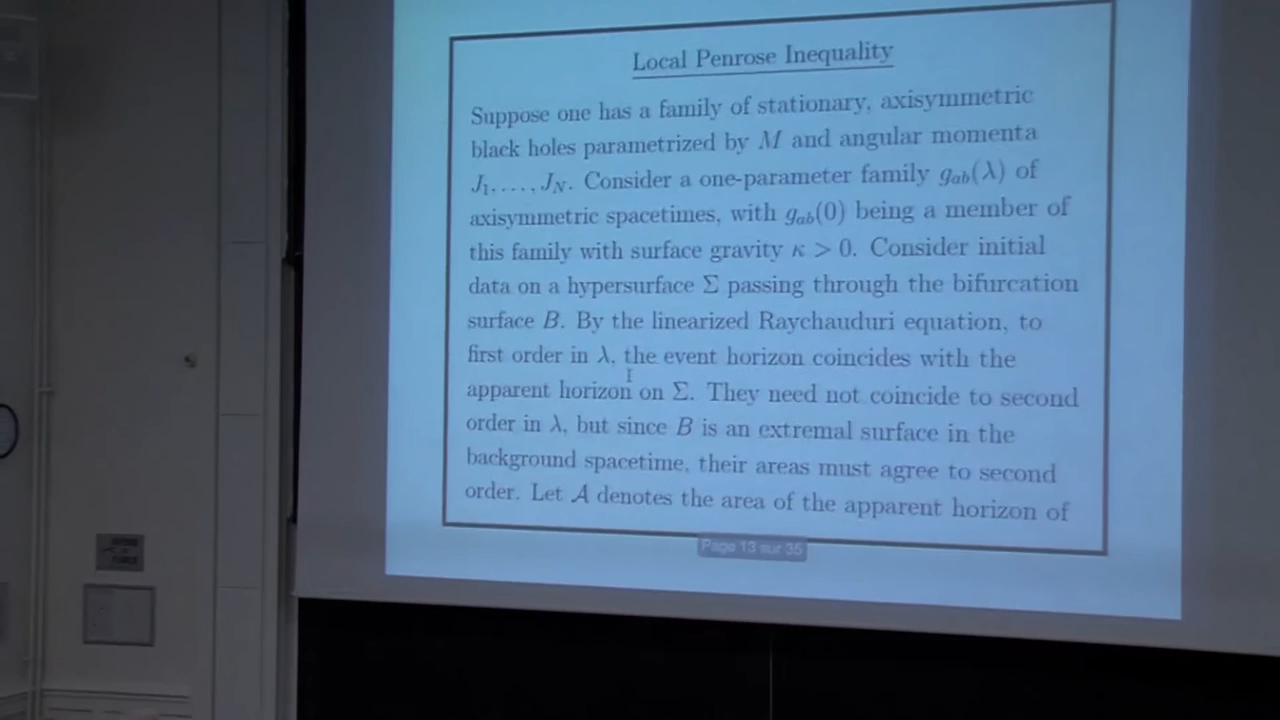 Local Penrose Inequality
Suppose one has a family of stationary, axisymmetric
black holes parametrized by M and angular momenta
J₁, …, J_N. Consider a one-parameter family g_ab(λ) of
axisymmetric spacetimes, with g_ab(0) being a member of
this family with surface gravity κ > 0. Consider initial
data on a hypersurface Σ passing through the bifurcation
surface B. By the linearized Raychauduri equation, to
first order in λ, the event horizon coincides with the
apparent horizon on Σ. They need not coincide to second
order in λ, but since B is an extremal surface in the
background spacetime, their areas must agree to second
order. Let 𝒜 denotes the area of the apparent horizon of
Page 13 sur 35